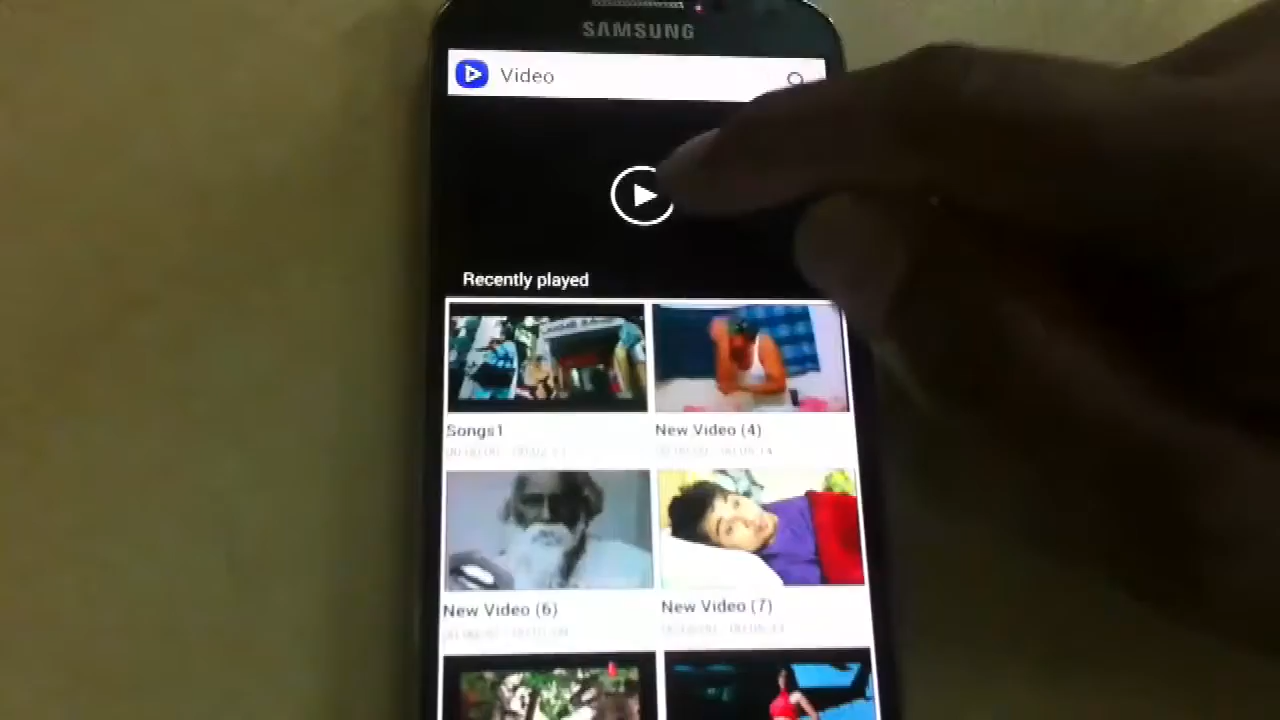 SAMSUNG
Video
Recently played
Songs1
New Video (4)
New Video (6)
New Video (7)